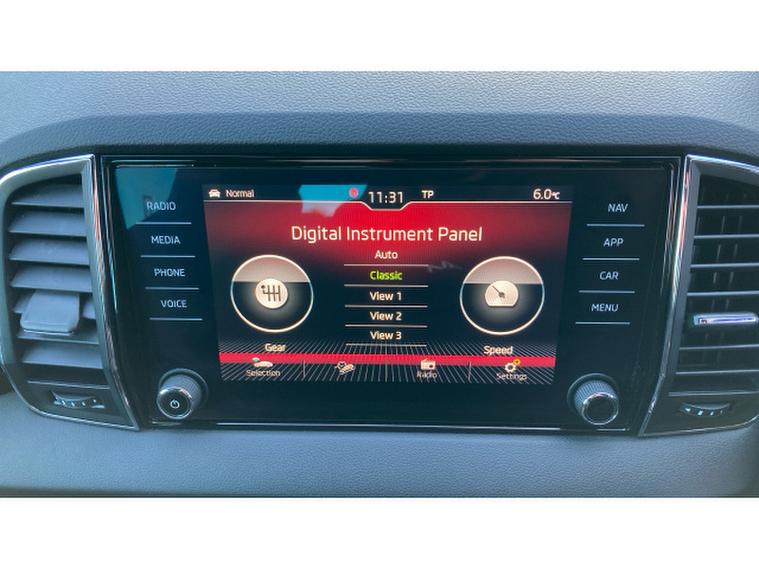 RADIO
MEDIA
PHONE
VOICE
Normal 11:31 TP 6.0°C
Digital Instrument Panel
Auto
Classic
View 1
View 2
View 3
Gear
Speed
Selection
Radio
Settings
NAV
APP
CAR
MENU